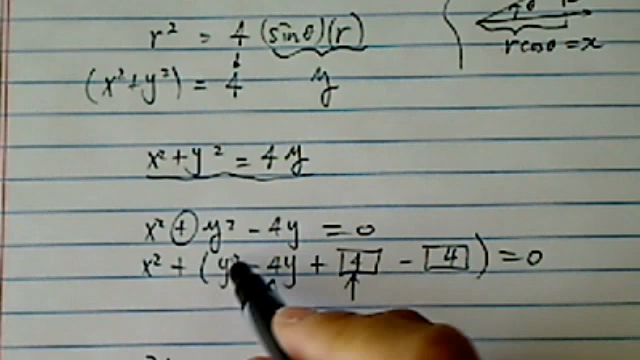 r² = 4 (sinθ)(r)
rcosθ = x
(x²+y²) = 4 y
x²+y² = 4y
x² + y² - 4y = 0
x² + (y² - 4y + 4 - 4) = 0